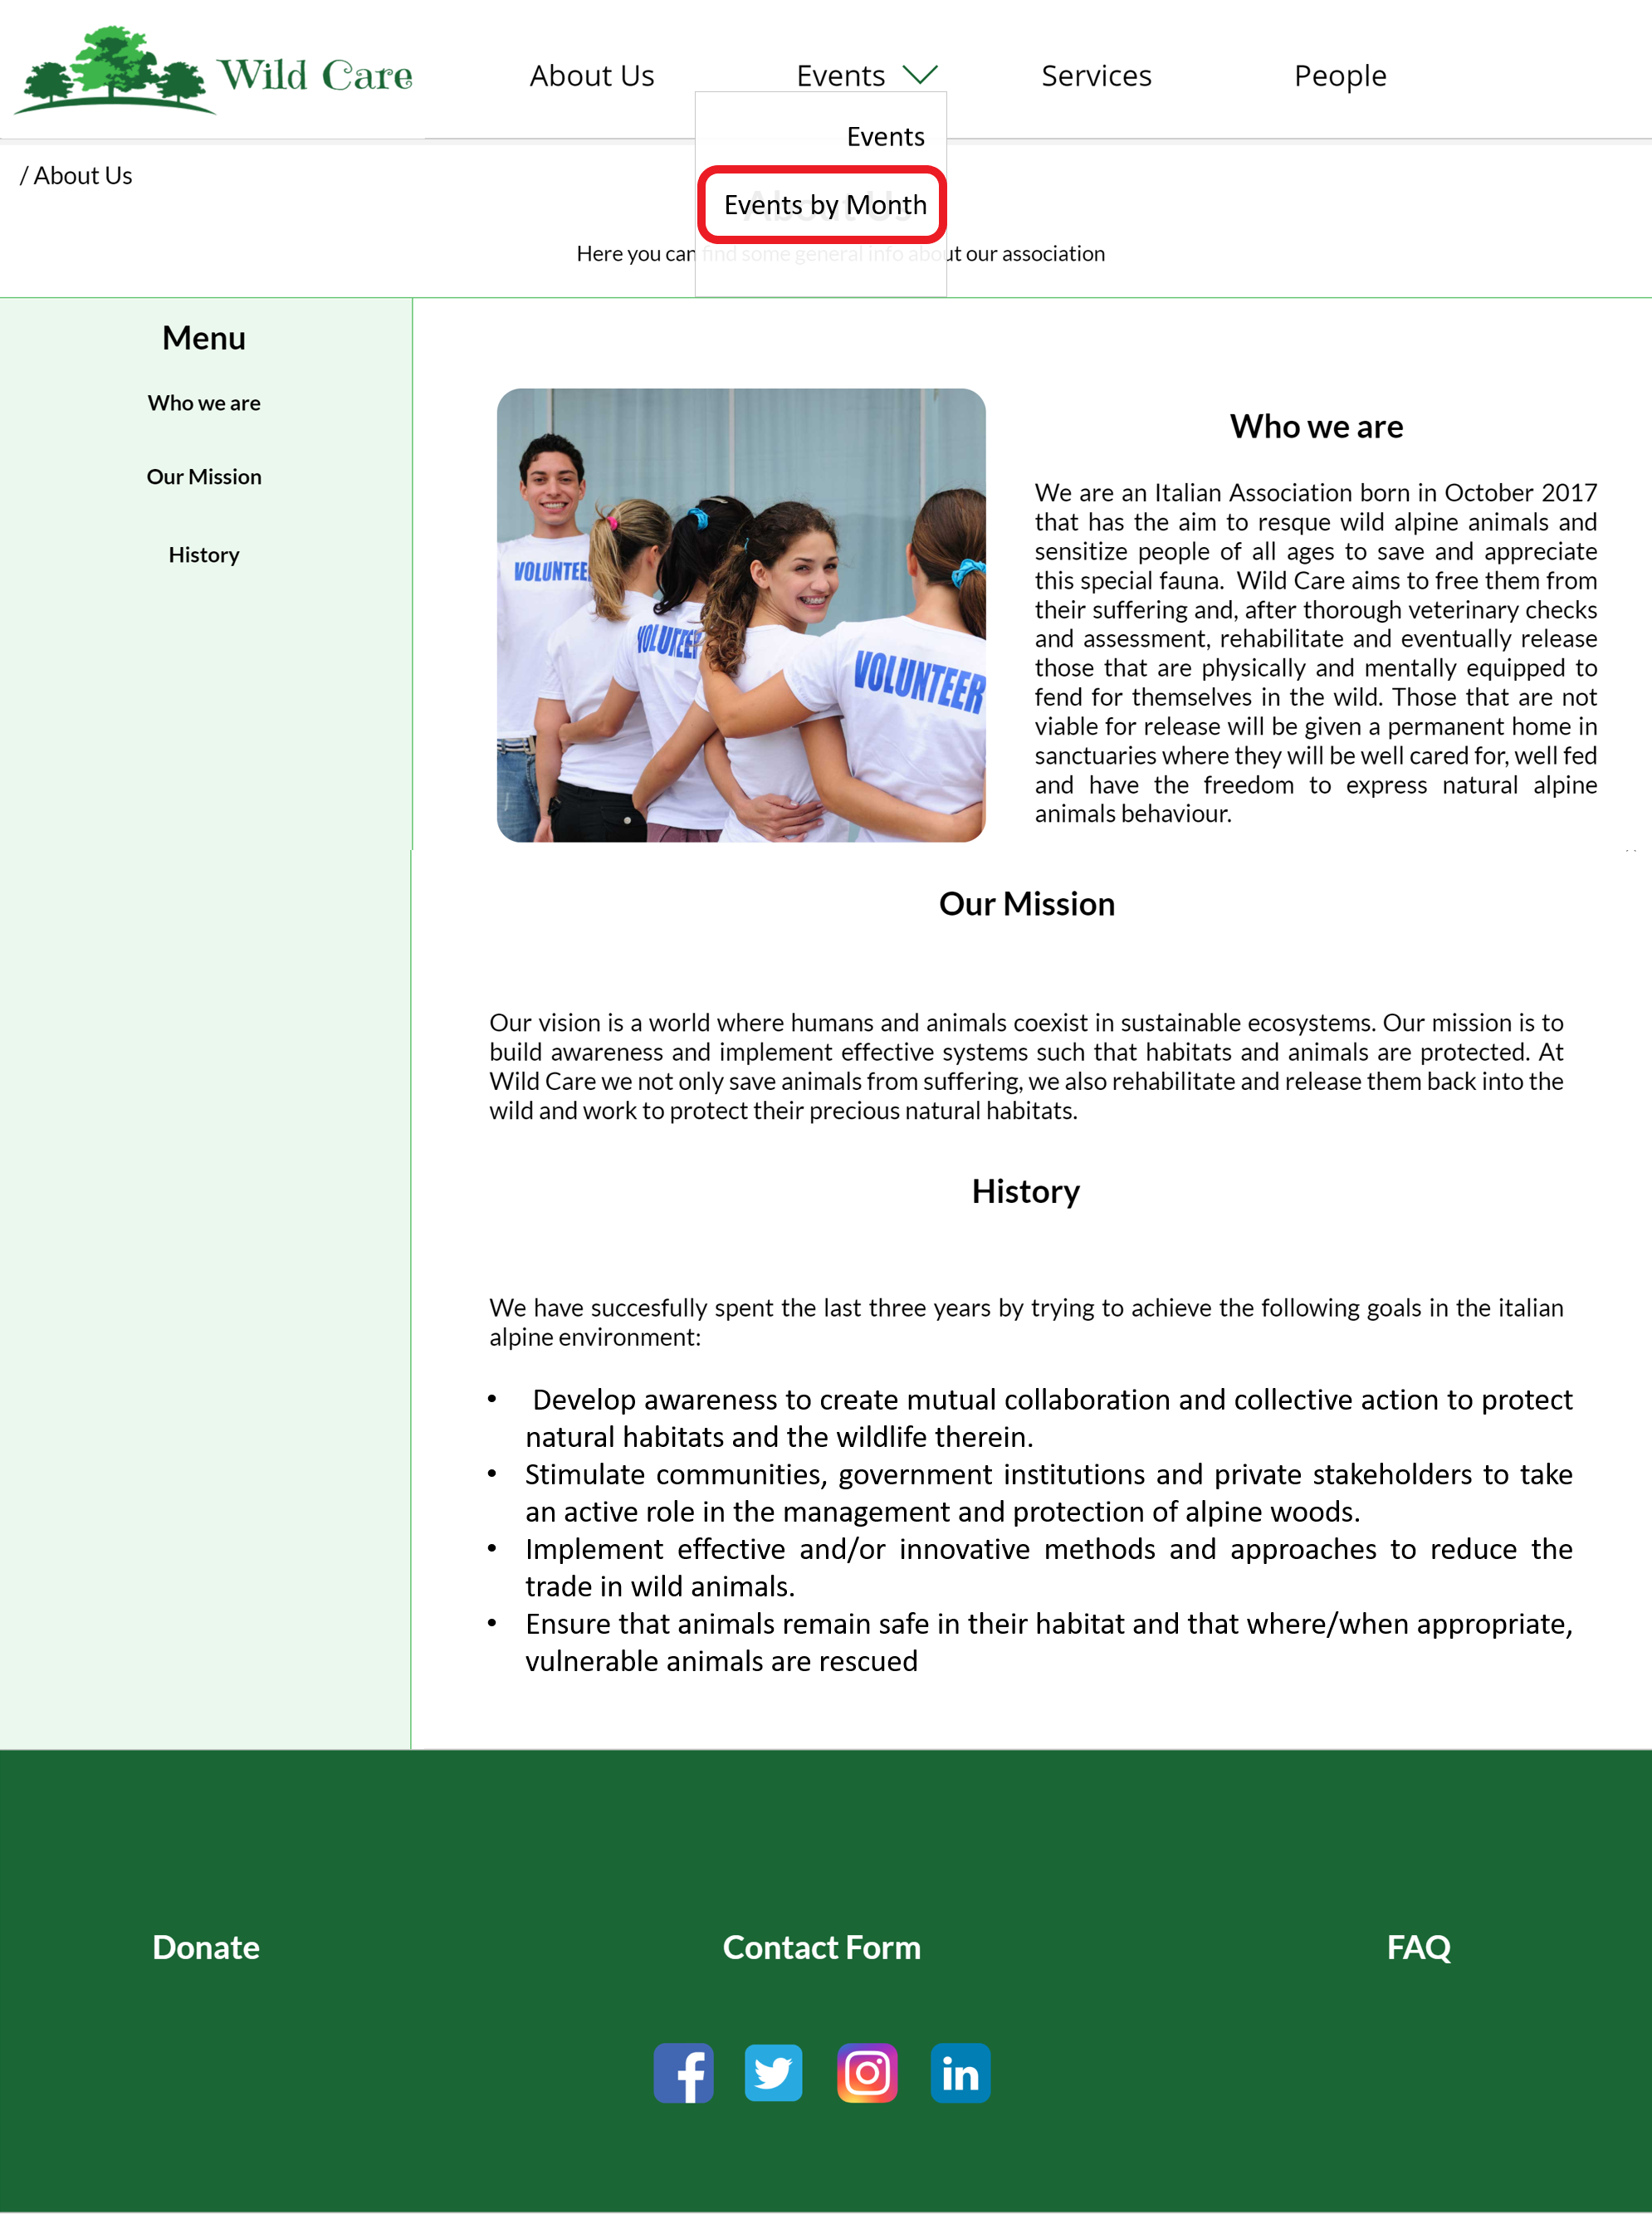 Wild Care
About Us
Events
Services
People
Events
/ About Us
Events by Month
About Us
Here you can find some general info about our association
Menu
Who we are
Our Mission
History
VOLUNTEE
VOLUTEER
VOLUNTEER
Who we are
We are an Italian Association born in October 2017
that has the aim to resque wild alpine animals and
sensitize people of all ages to save and appreciate
this special fauna. Wild Care aims to free them from
their suffering and, after thorough veterinary checks
and assessment, rehabilitate and eventually release
those that are physically and mentally equipped to
fend for themselves in the wild. Those that are not
viable for release will be given a permanent home in
sanctuaries where they will be well cared for, well fed
and have the freedom to express natural alpine
animals behaviour.
Our Mission
Our vision is a world where humans and animals coexist in sustainable ecosystems. Our mission is to
build awareness and implement effective systems such that habitats and animals are protected. At
Wild Care we not only save animals from suffering, we also rehabilitate and release them back into the
wild and work to protect their precious natural habitats.
History
We have succesfully spent the last three years by trying to achieve the following goals in the italian
alpine environment:
• Develop awareness to create mutual collaboration and collective action to protect
natural habitats and the wildlife therein.
• Stimulate communities, government institutions and private stakeholders to take
an active role in the management and protection of alpine woods.
• Implement effective and/or innovative methods and approaches to reduce the
trade in wild animals.
• Ensure that animals remain safe in their habitat and that where/when appropriate,
vulnerable animals are rescued
Donate
Contact Form
FAQ